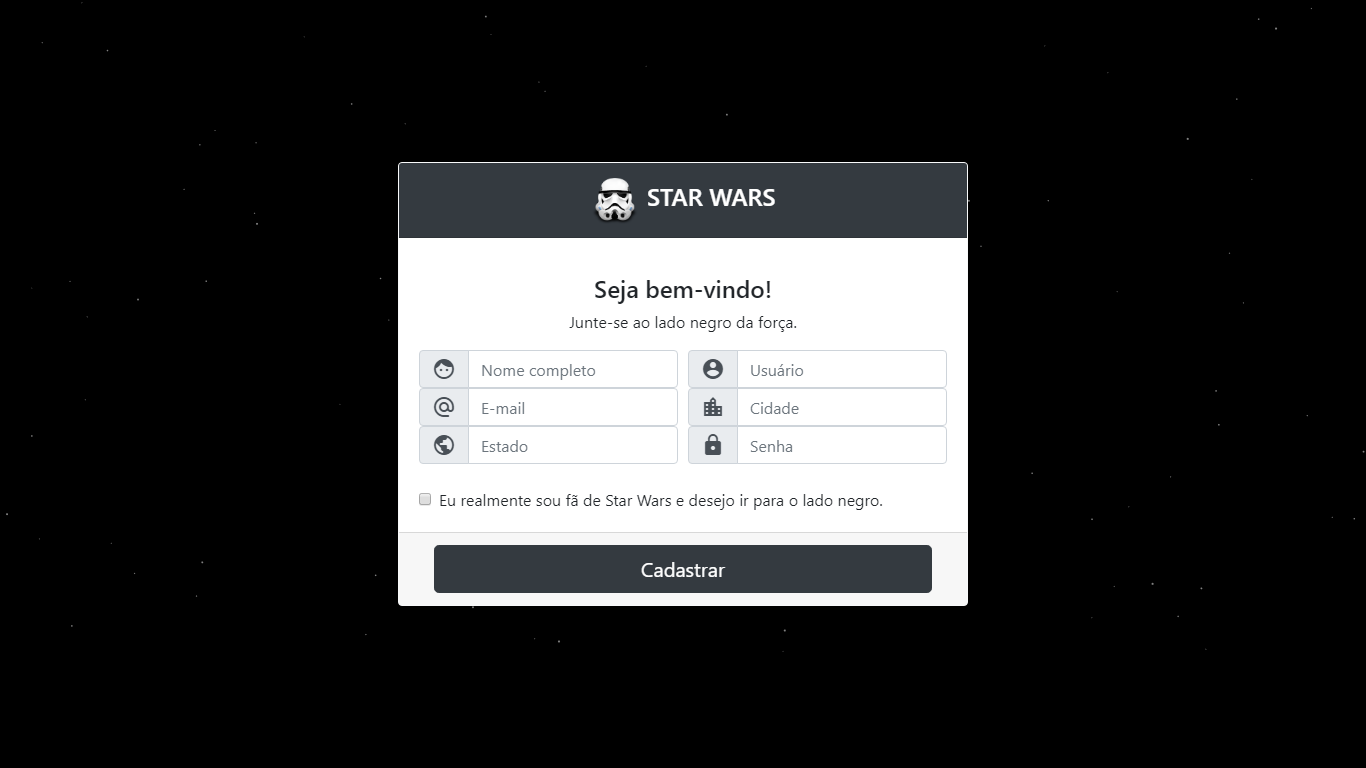 STAR WARS
Seja bem-vindo!
Junte-se ao lado negro da força.
Nome completo
Usuário
E-mail
Cidade
Estado
Senha
Eu realmente sou fã de Star Wars e desejo ir para o lado negro.
Cadastrar